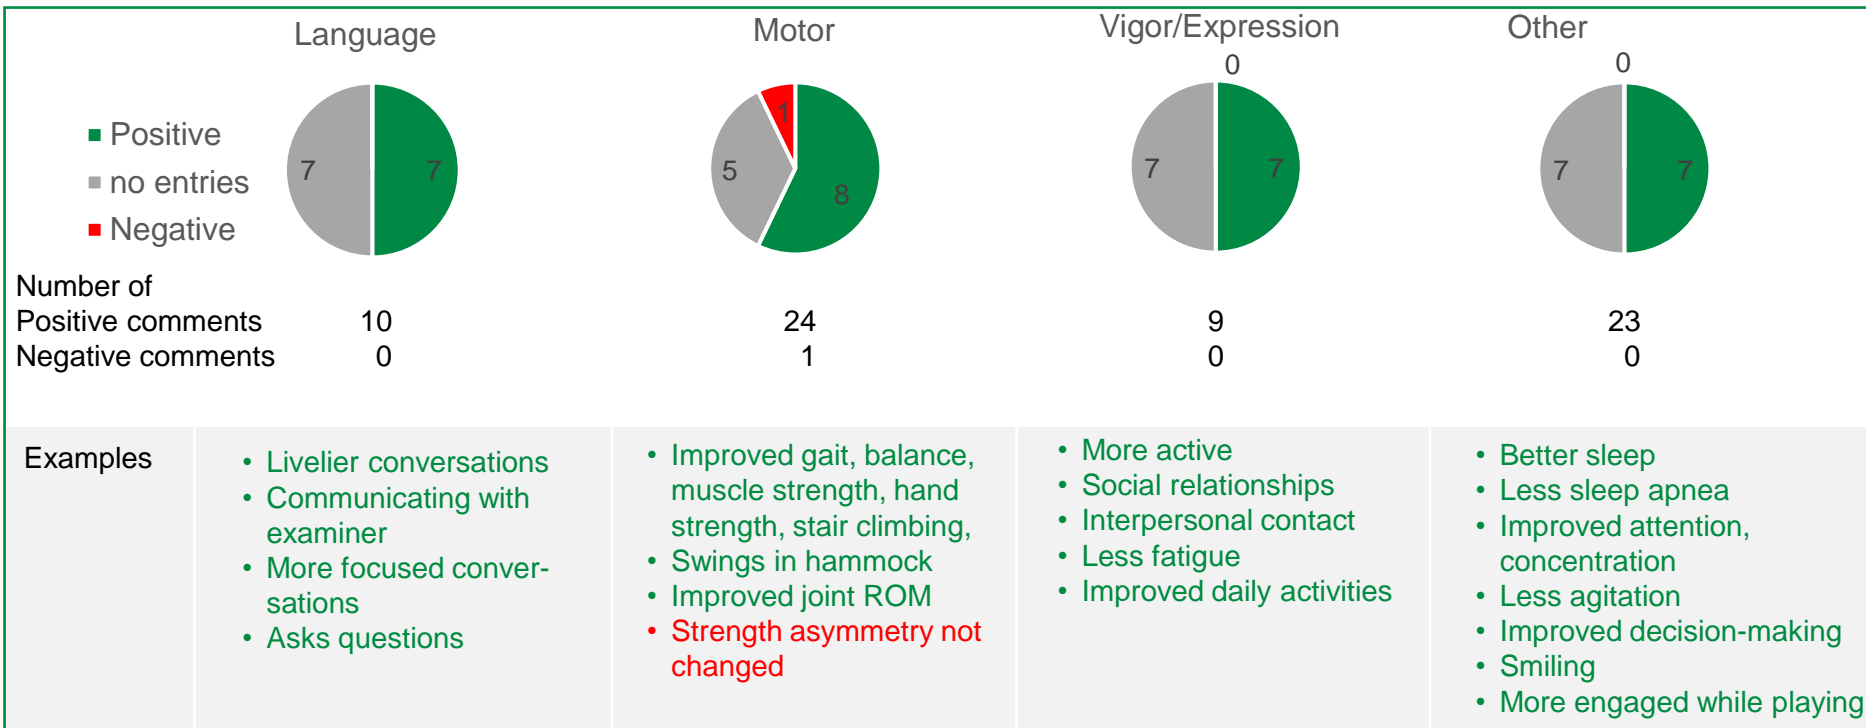 Language
Motor
Vigor/Expression
Other
0
0
Positive
no entries
Negative
7
7
1
5
8
7
7
7
7
Number of
Positive comments 10 24 9 23
Negative comments 0 1 0 0
Examples
• Livelier conversations
• Communicating with
examiner
• More focused conver-
sations
• Asks questions
• Improved gait, balance,
muscle strength, hand
strength, stair climbing,
• Swings in hammock
• Improved joint ROM
• Strength asymmetry not
changed
• More active
• Social relationships
• Interpersonal contact
• Less fatigue
• Improved daily activities
• Better sleep
• Less sleep apnea
• Improved attention,
concentration
• Less agitation
• Improved decision-making
• Smiling
• More engaged while playing